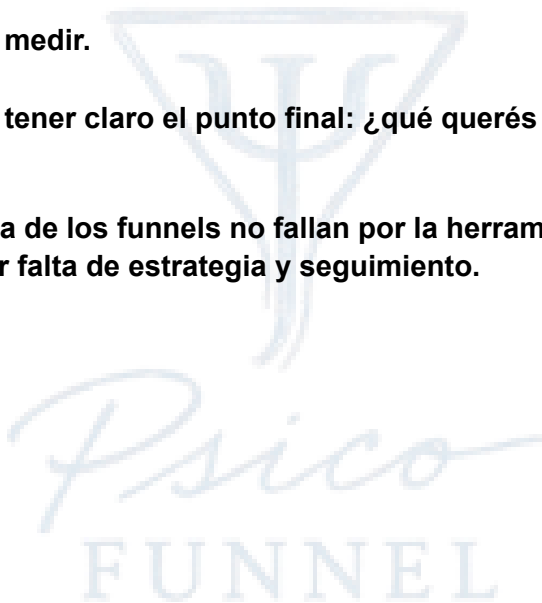 medir.
tener claro el punto final: ¿qué querés
a de los funnels no fallan por la herram
r falta de estrategia y seguimiento.
Psico
FUNNEL